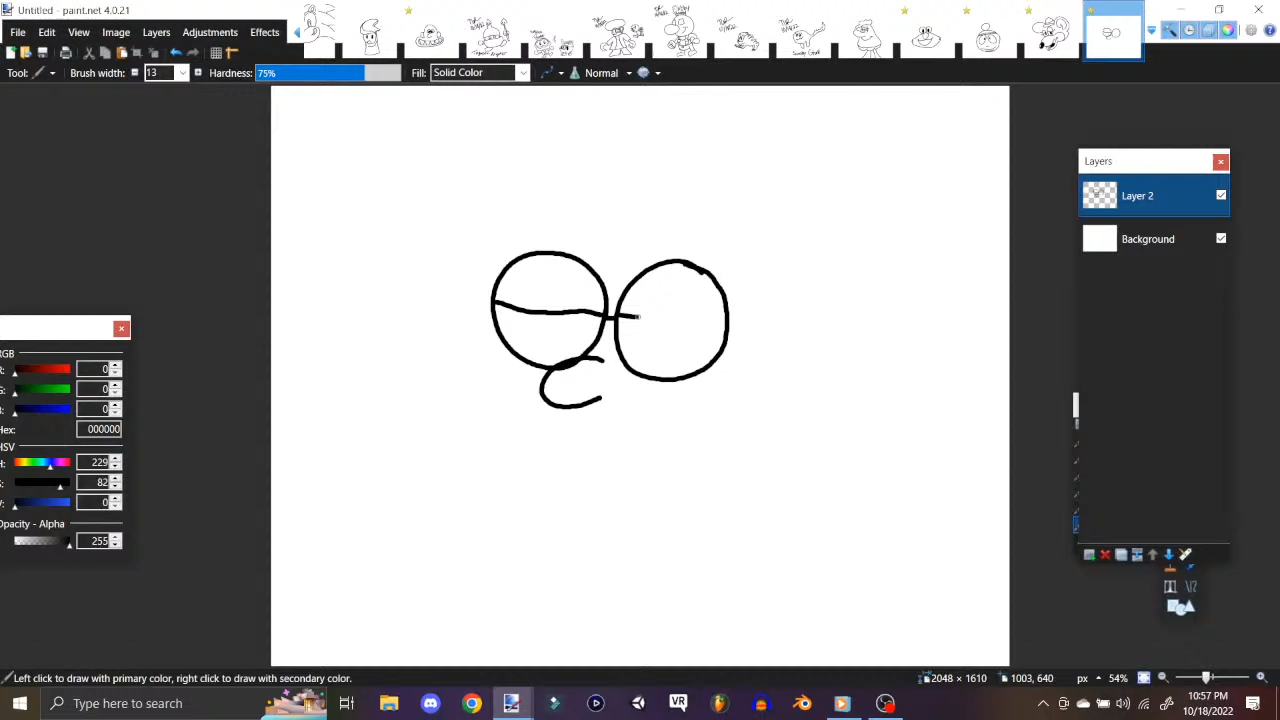 Untitled - paint.net 4.0.21
File Edit View Image Layers Adjustments Effects
Tool: Brush width: 13 Hardness: 75% Fill: Solid Color Normal
Layers
Layer 2
Background
RGB
R: 0
G: 0
B: 0
Hex: 000000
HSV
H: 229
S: 82
V: 0
Opacity - Alpha
255
Left click to draw with primary color, right click to draw with secondary color. 2048 × 1610 1003, 640 px 54%
Type here to search VR 10:57 PM
10/18/2022